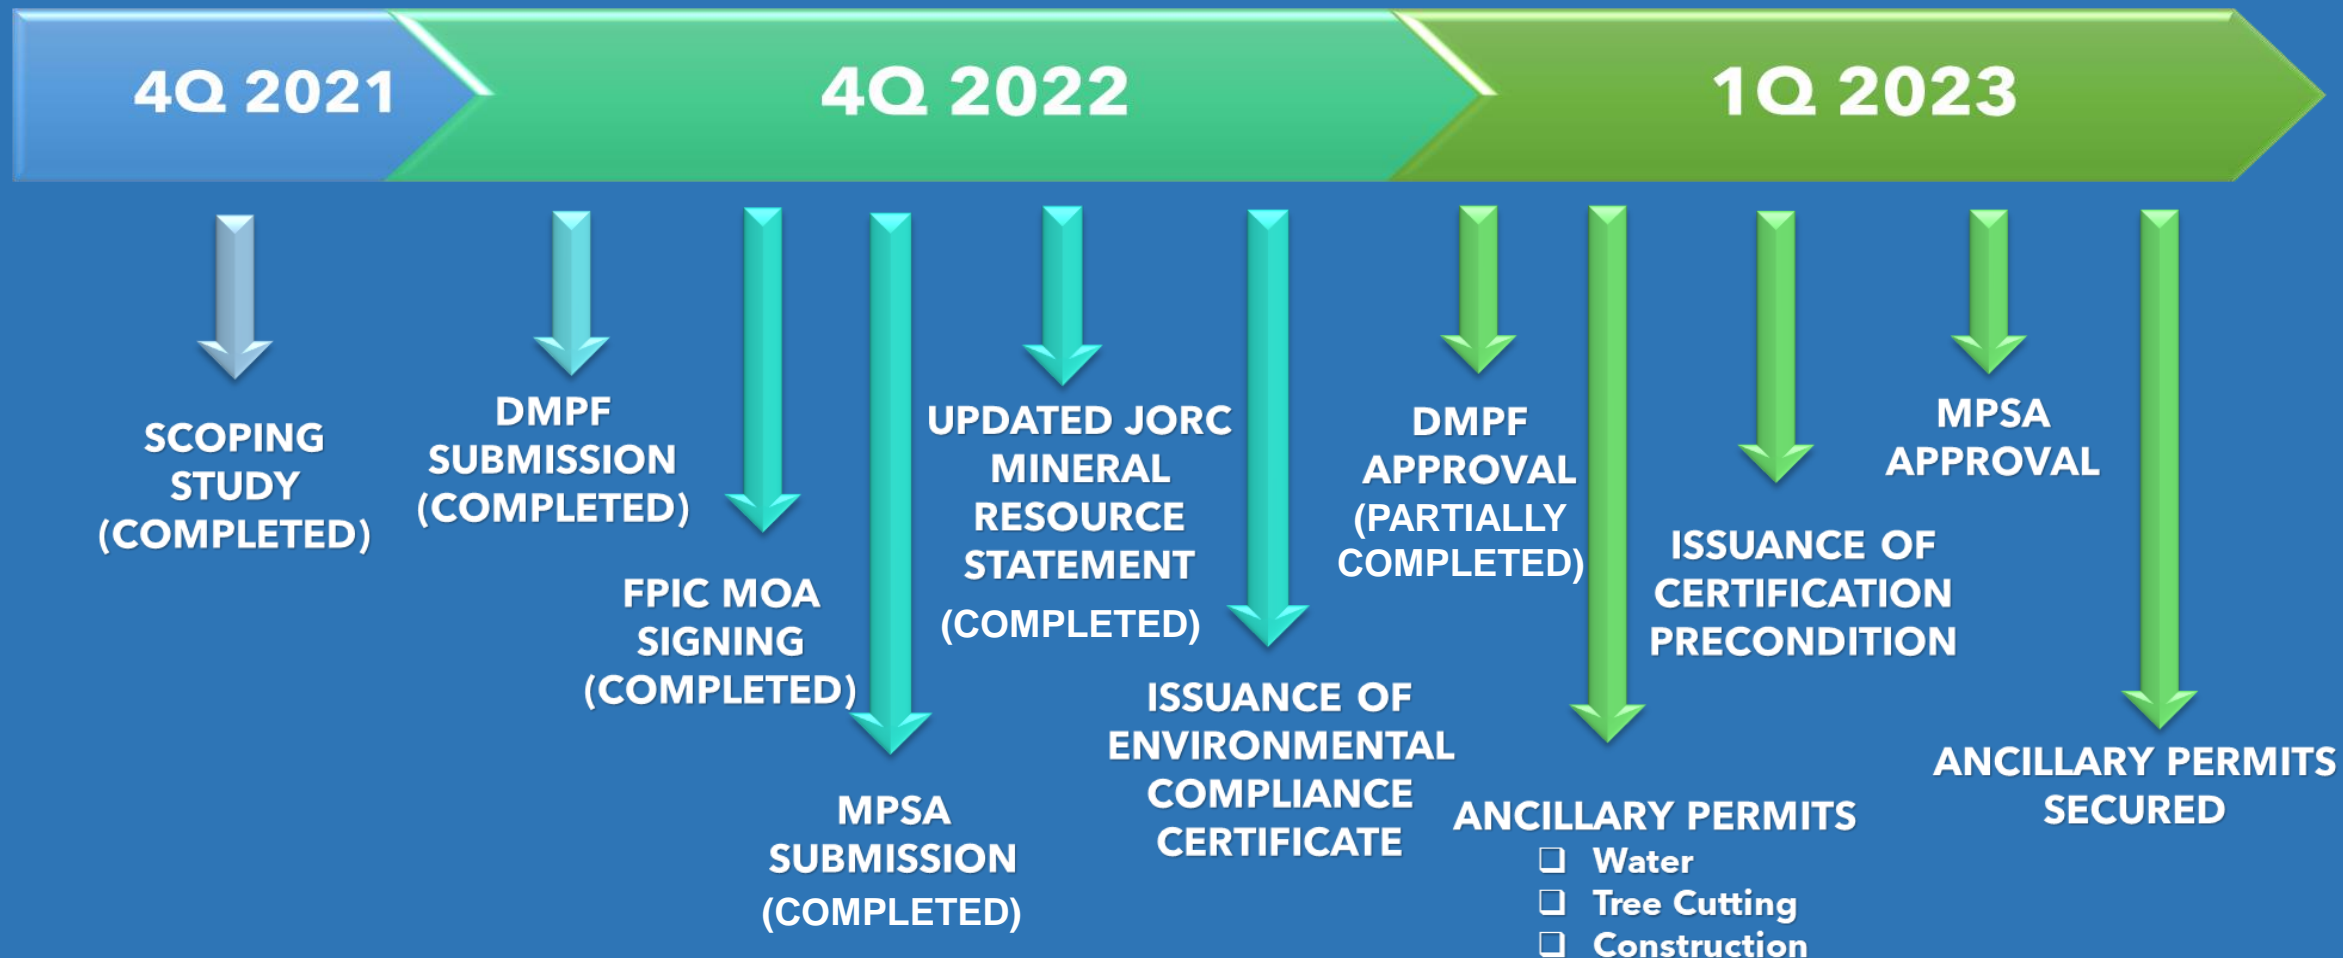 4Q 2021
4Q 2022
1Q 2023
SCOPING
STUDY
(COMPLETED)
DMPF
SUBMISSION
(COMPLETED)
FPIC MOA
SIGNING
(COMPLETED)
MPSA
SUBMISSION
(COMPLETED)
UPDATED JORC
MINERAL
RESOURCE
STATEMENT
(COMPLETED)
ISSUANCE OF
ENVIRONMENTAL
COMPLIANCE
CERTIFICATE
DMPF
APPROVAL
(PARTIALLY
COMPLETED)
ANCILLARY PERMITS
❑ Water
❑ Tree Cutting
❑ Construction
ISSUANCE OF
CERTIFICATION
PRECONDITION
MPSA
APPROVAL
ANCILLARY PERMITS
SECURED